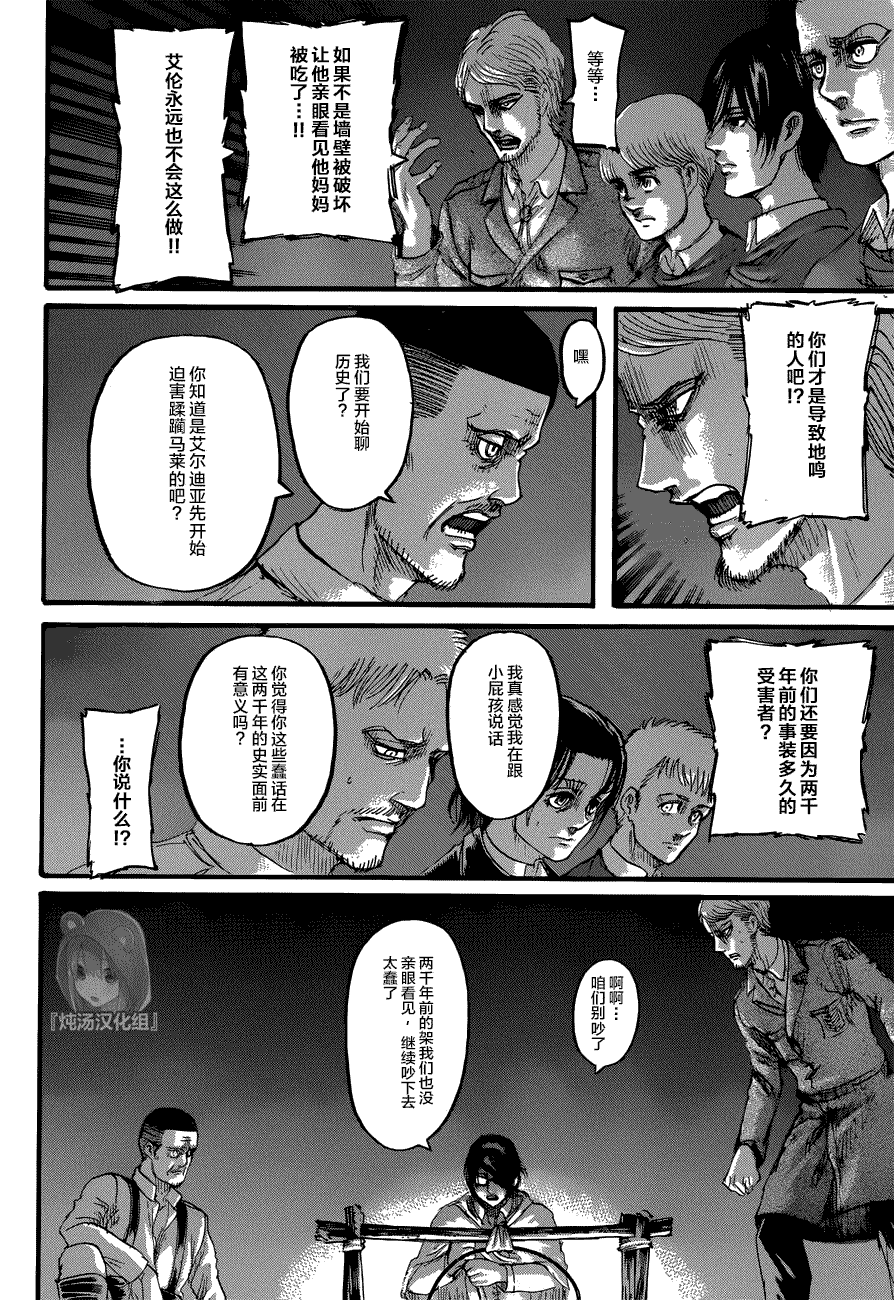 等等…
如果不是墙壁被破坏
让他亲眼看见他妈妈
被吃了…!!
艾伦永远也不会这么
做!!
你们才是导致地鸣
的人吧!?
嘿
我们要开始聊
历史了?
你知道是艾尔迪亚先开始
迫害蹂躏马莱的吧?
你们还要因为两千
年前的事装多久的
受害者?
我真感觉我在跟
小屁孩说话
你觉得你这些蠢话在
这两千年的史实面前
有意义吗?
…你说什么!?
啊啊…
咱们别吵了
两千年前的架我们也没
亲眼看见，继续吵下去
太蠢了
『炖汤汉化组』